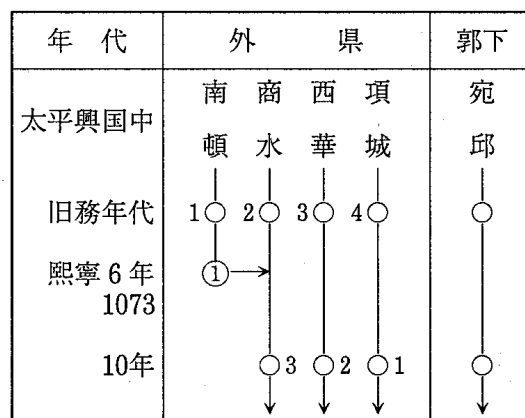 年代 外県 郭下
太平興国中 南頓 商水 西華 項城 宛邱
旧務年代 1 2 3 4
熙寧6年 1
1073
10年 3 2 1